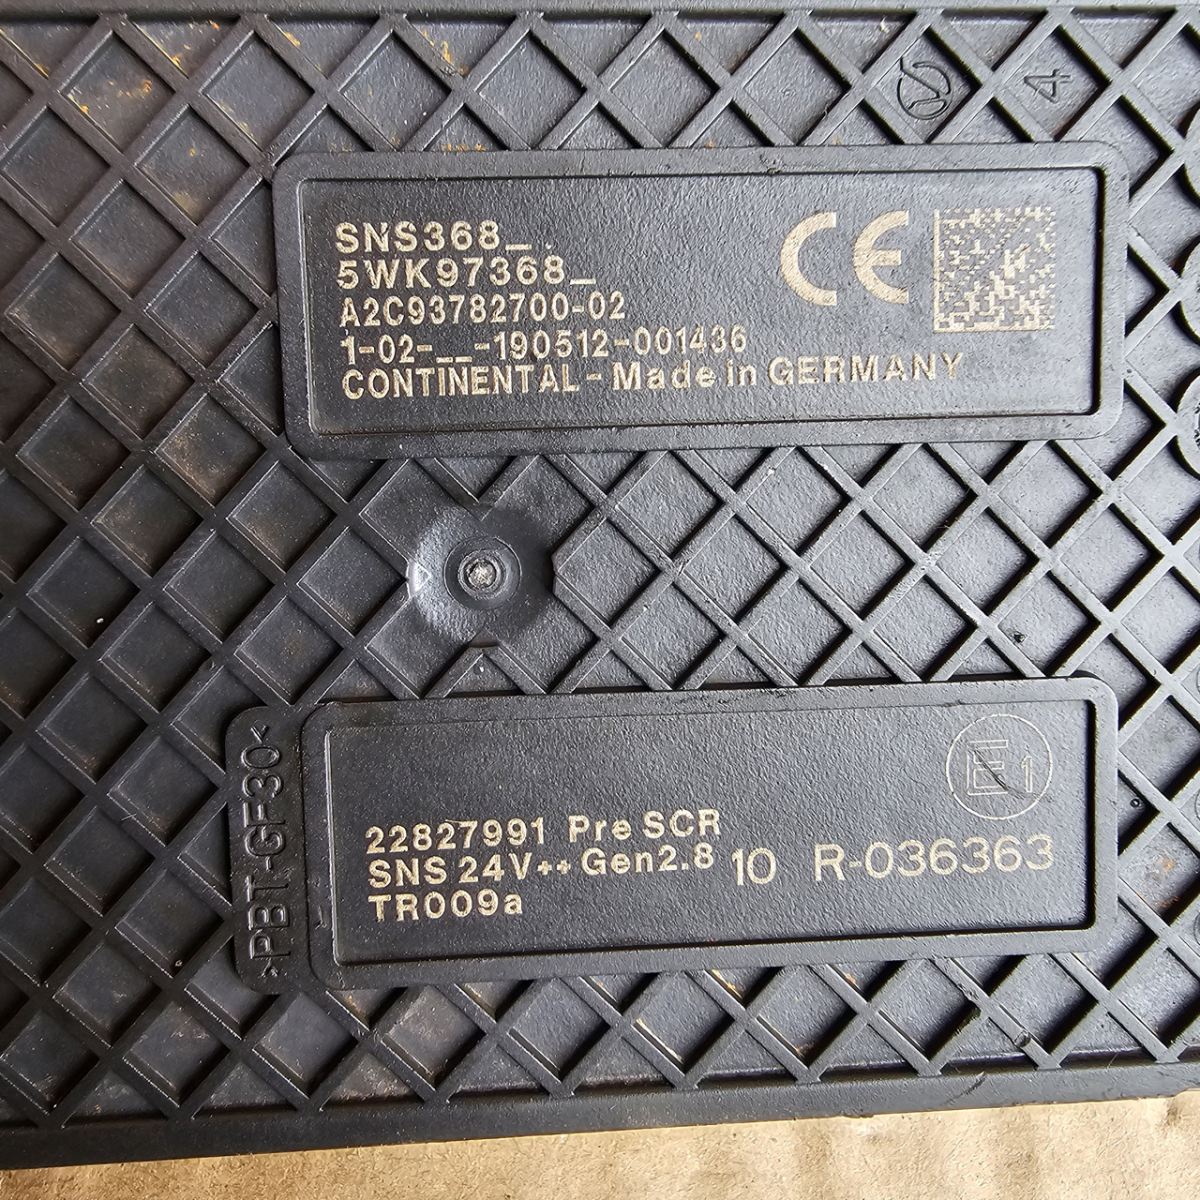 4
SNS368_
5WK97368_
A2C93782700-02
1-02-__-190512-001436
CONTINENTAL - Made in GERMANY
CE
>PBT-GF30<
22827991 Pre SCR
SNS 24V++ Gen2.8
TR009a
10 R-036363
E1